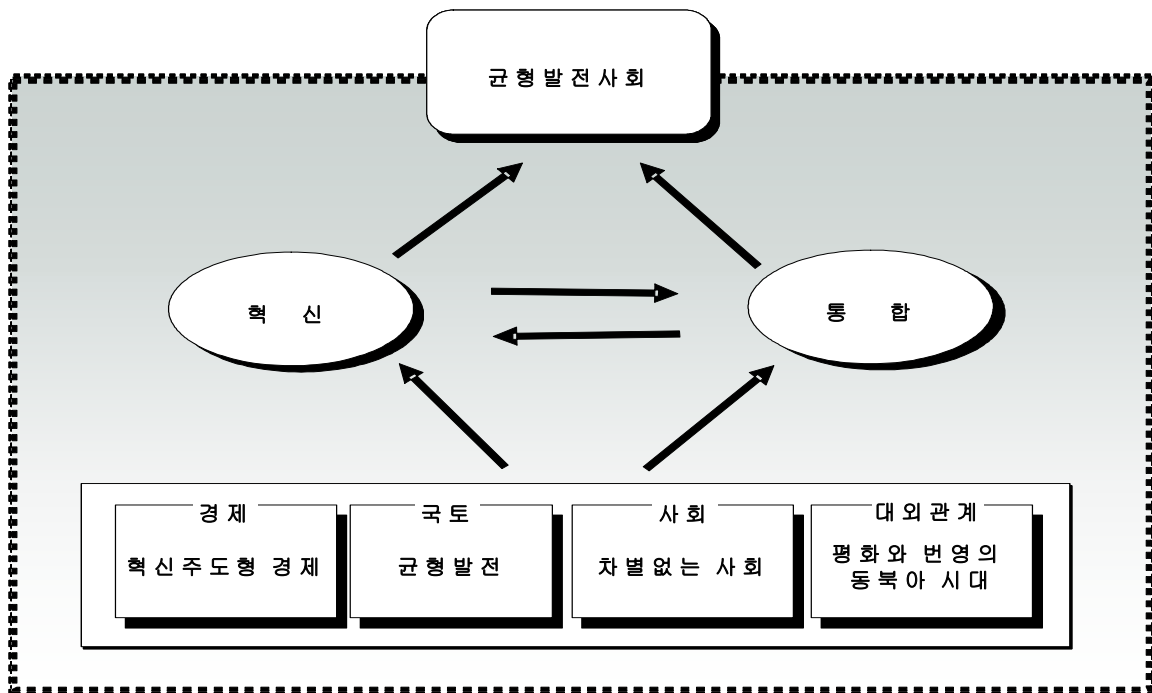 균형발전사회
혁 신
통 합
경제
혁신주도형 경제
국토
균형발전
사회
차별없는 사회
대외관계
평화와 번영의
동북아 시대